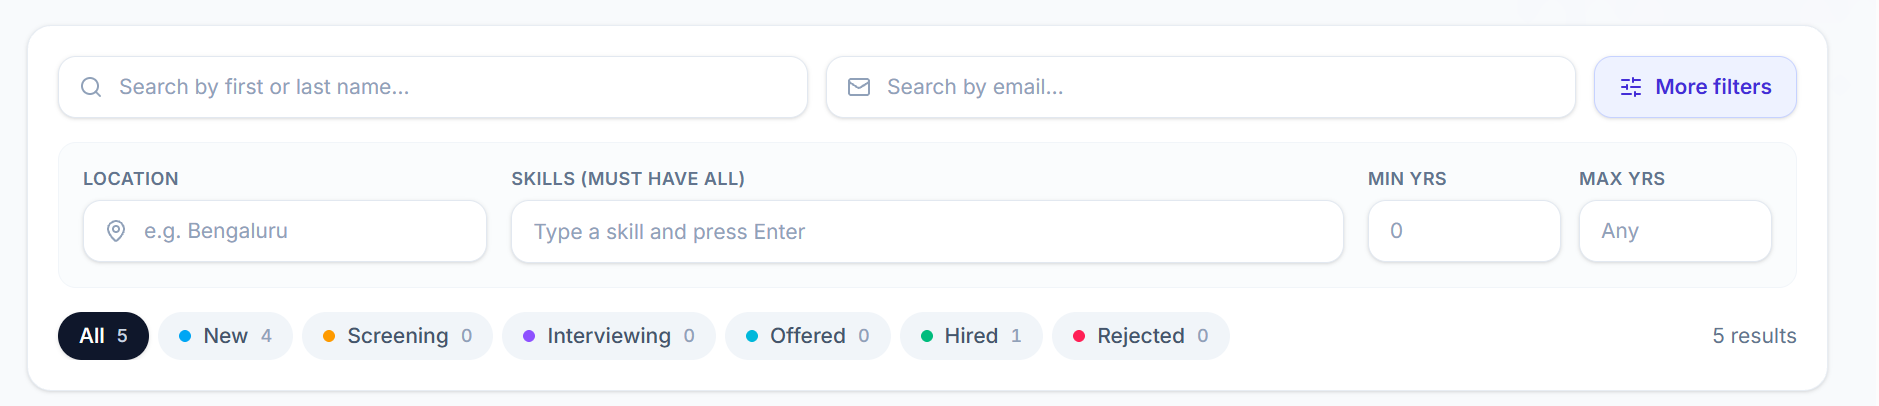 Search by first or last name...
Search by email...
More filters
LOCATION
SKILLS (MUST HAVE ALL)
MIN YRS
MAX YRS
e.g. Bengaluru
Type a skill and press Enter
0
Any
All 5
New 4
Screening 0
Interviewing 0
Offered 0
Hired 1
Rejected 0
5 results